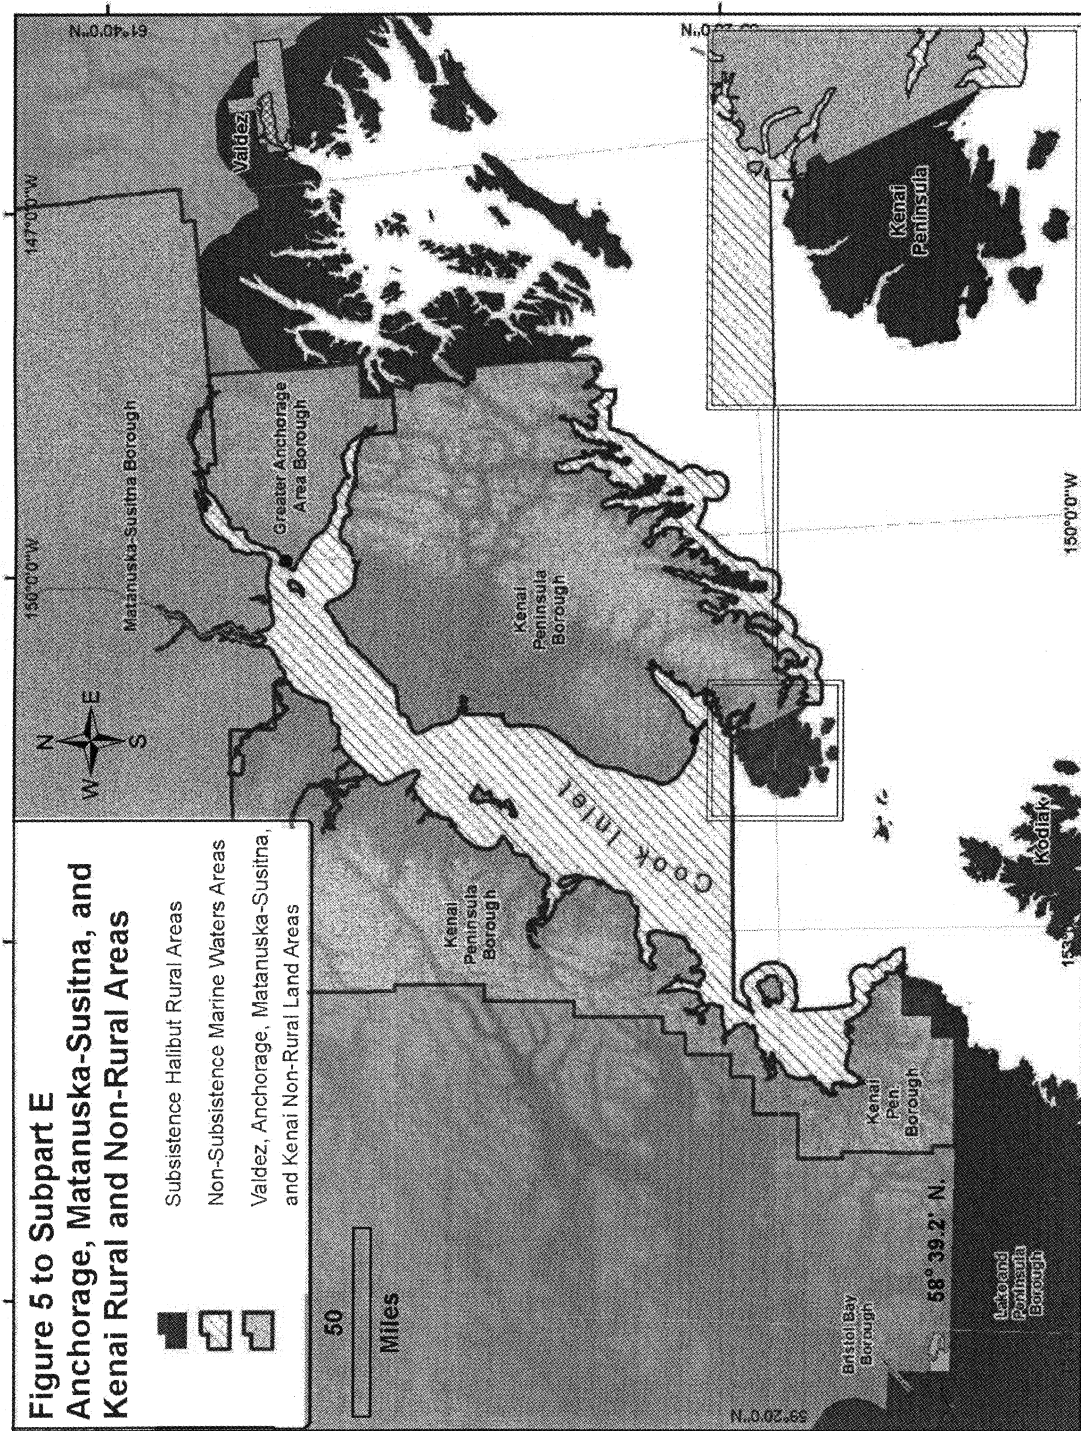 Figure 5 to Subpart E
Anchorage, Matanuska-Susitna, and
Kenai Rural and Non-Rural Areas
Subsistence Halibut Rural Areas
Non-Subsistence Marine Waters Areas
Valdez, Anchorage, Matanuska-Susitna,
and Kenai Non-Rural Land Areas
50
Miles
N
W
E
S
150°0'0"W
147°0'0"W
61°40'0"N
Matanuska-Susitna Borough
Valdez
Greater Anchorage
Area Borough
Kenai
Peninsula
Borough
Kenai
Peninsula
Borough
Cook Inlet
Kenai
Pen.
Borough
58° 39.2' N.
Bristol Bay
Borough
Lake and
Peninsula
Borough
59°20'0"N
Kodiak
150°0'0"W
Kenai
Peninsula